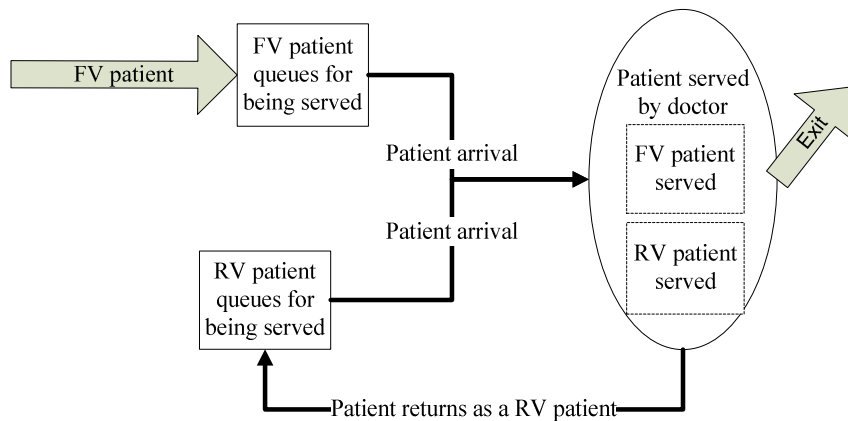 FV patient
FV patient
queues for
being served
Patient arrival
Patient arrival
RV patient
queues for
being served
Patient served
by doctor
FV patient
served
RV patient
served
Exit
Patient returns as a RV patient